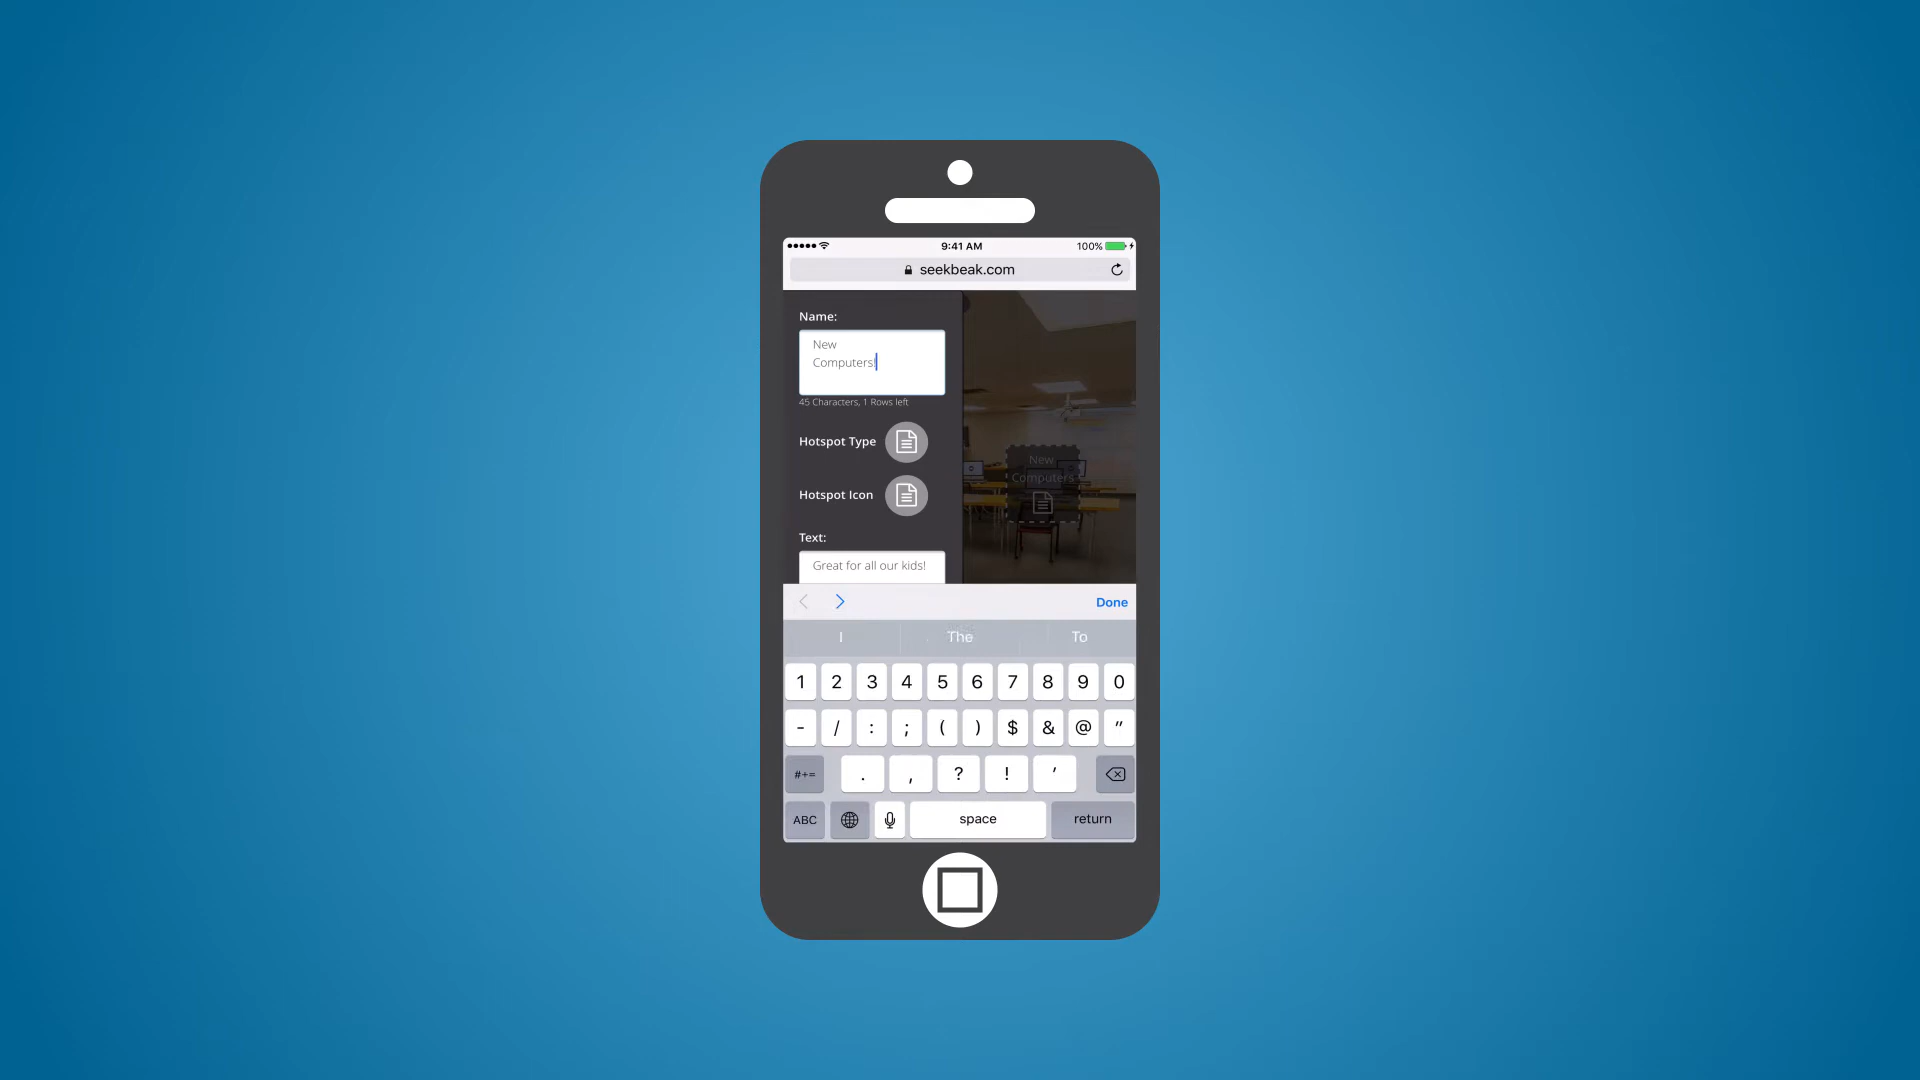 9:41 AM
100%
seekbeak.com
Name:
New
Computers!
45 Characters, 1 Rows left
Hotspot Type
Hotspot Icon
New
Computers
Text:
Great for all our kids!
Done
I The To
1 2 3 4 5 6 7 8 9 0
- / : ; ( ) $ & @ "
#+= . , ? ! '
ABC space return